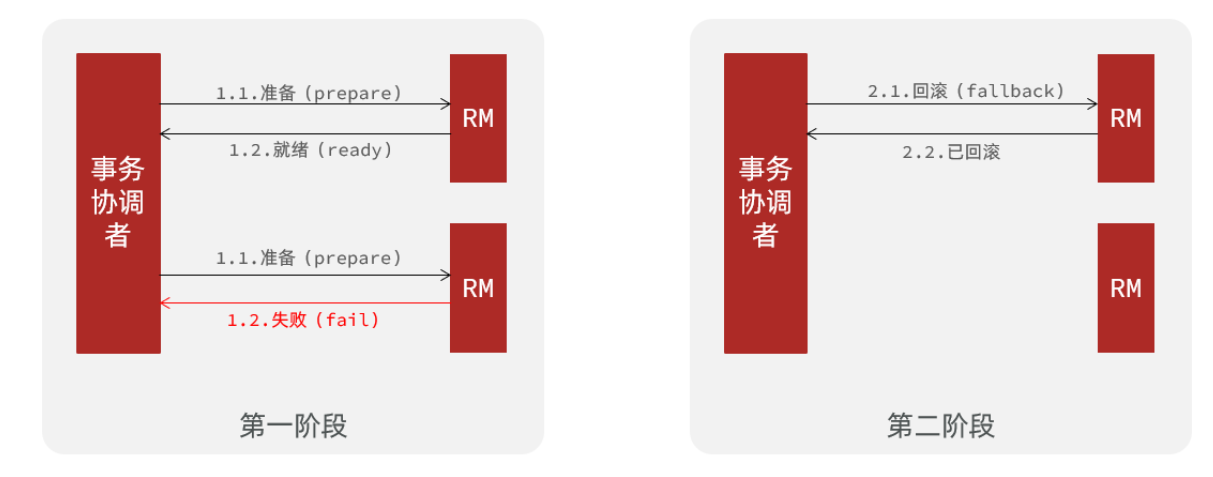 1.1.准备(prepare)
RM
1.2.就绪(ready)
事务
协调
者
1.1.准备(prepare)
RM
1.2.失败(fail)
第一阶段
2.1.回滚(fallback)
RM
2.2.已回滚
事务
协调
者
RM
第二阶段